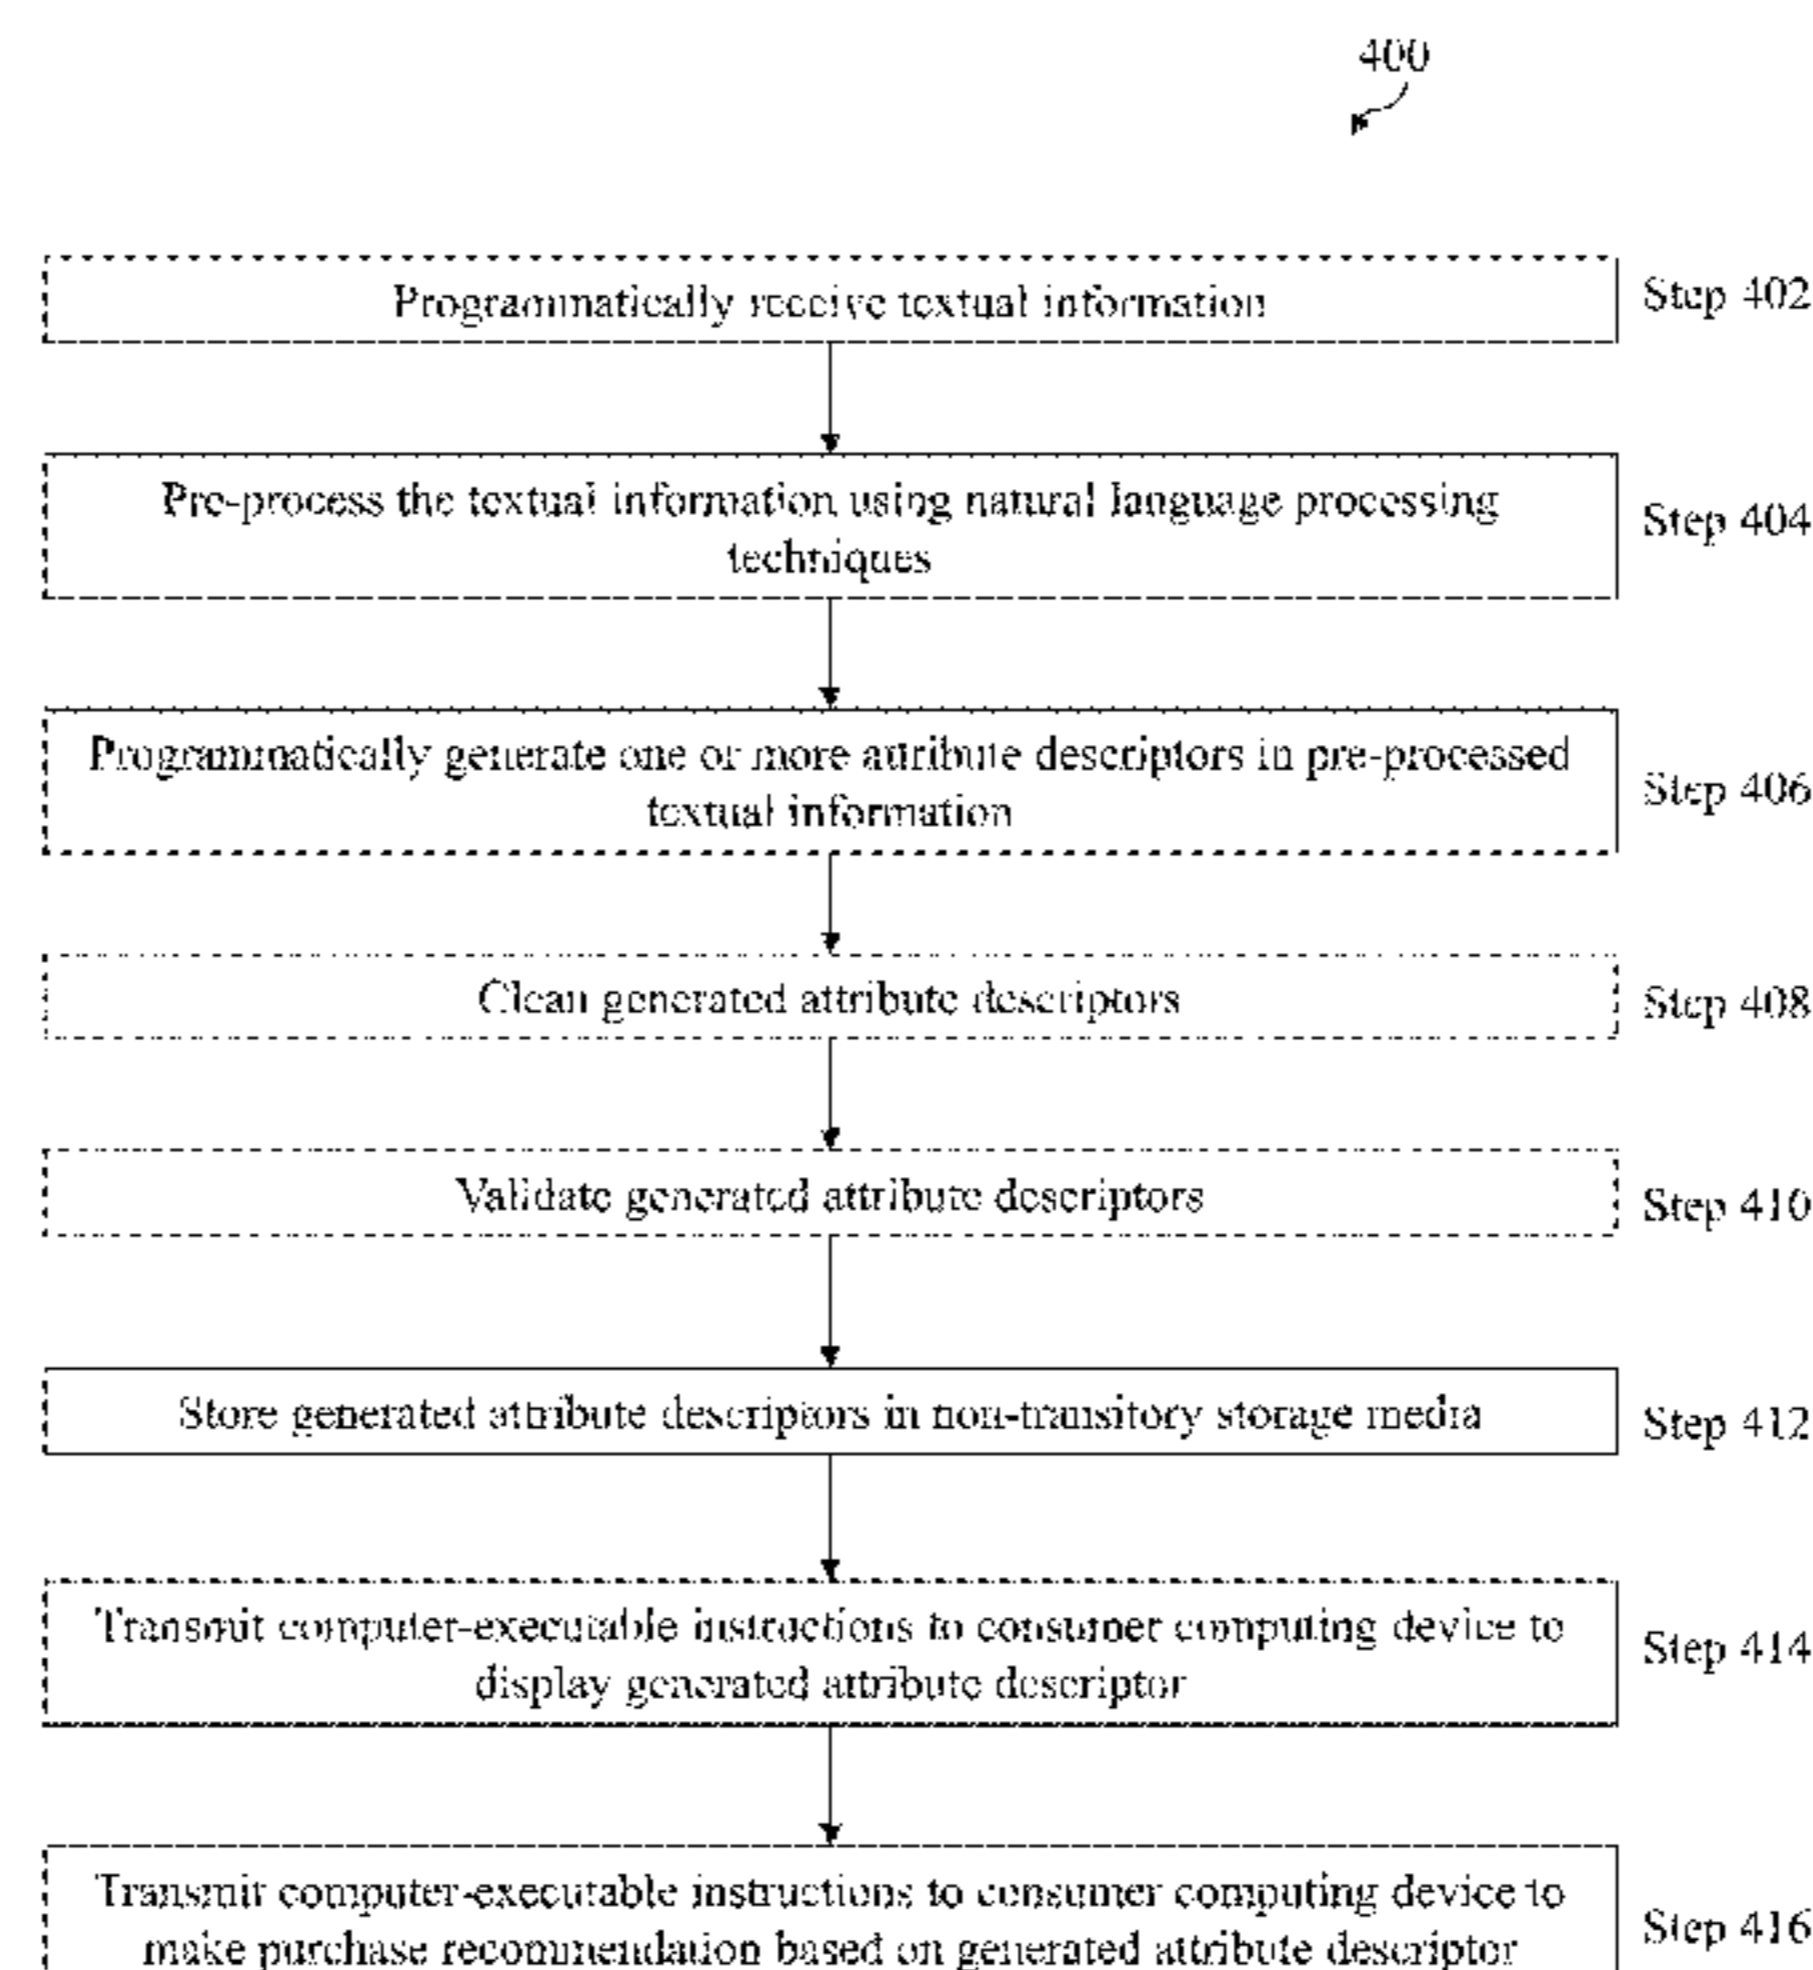 400
Programmatically receive textual information
Step 402
Pre-process the textual information using natural language processing
techniques
Step 404
Programmatically generate one or more attribute descriptors in pre-processed
textual information
Step 406
Clean generated attribute descriptors
Step 408
Validate generated attribute descriptors
Step 410
Store generated attribute descriptors in non-transitory storage media
Step 412
Transmit computer-executable instructions to consumer computing device to
display generated attribute descriptor
Step 414
Transmit computer-executable instructions to consumer computing device to
make purchase recommendation based on generated attribute descriptor
Step 416